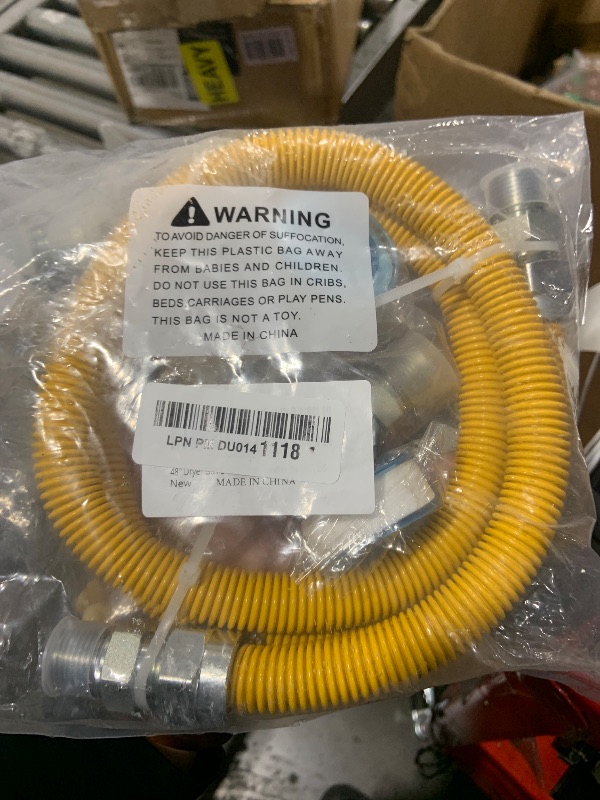 HEAVY
WARNING
TO AVOID DANGER OF SUFFOCATION,
KEEP THIS PLASTIC BAG AWAY
FROM BABIES AND CHILDREN.
DO NOT USE THIS BAG IN CRIBS,
BEDS,CARRIAGES OR PLAY PENS.
THIS BAG IS NOT A TOY.
MADE IN CHINA
LPN DU014 1118
48"
New MADE IN CHINA